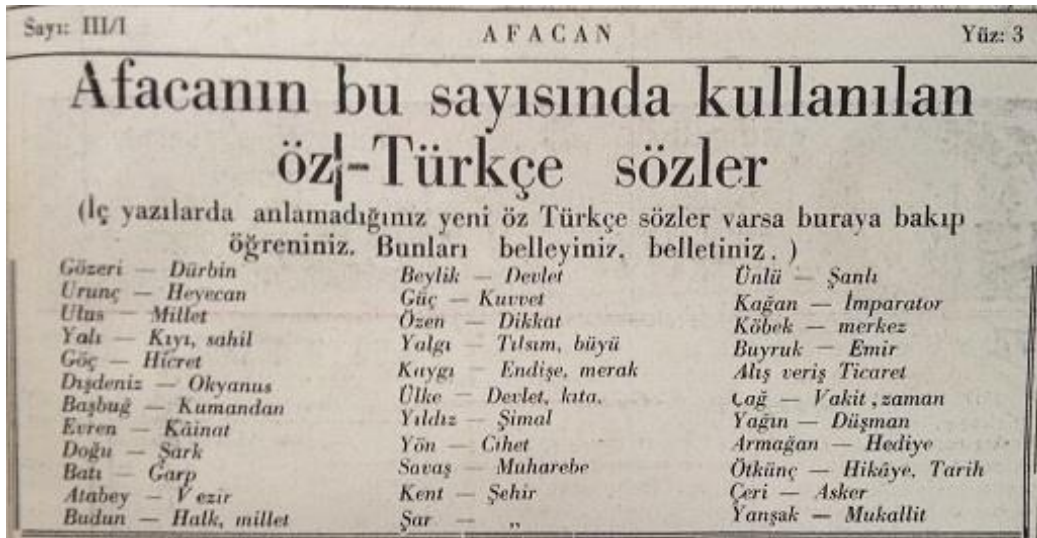 Sayı: III/I AFACAN Yüz: 3
Afacanın bu sayısında kullanılan
öz-Türkçe sözler
(İç yazılarda anlamadığınız yeni öz Türkçe sözler varsa buraya bakıp
öğreniniz. Bunları belleyiniz, belletiniz.)
Gözeri — Dürbin
Urunç — Heyecan
Ulus — Millet
Yalı — Kıyı, sahil
Göç — Hicret
Dışdeniz — Okyanus
Başbuğ — Kumandan
Evren — Kâinat
Doğu — Şark
Batı — Garp
Atabey — Vezir
Budun — Halk, millet
Beylik — Devlet
Güç — Kuvvet
Özen — Dikkat
Yalgı — Tılsım, büyü
Kaygı — Endişe, merak
Ülke — Devlet, kıta.
Yıldız — Şimal
Yön — Cihet
Savaş — Muharebe
Kent — Şehir
Şar — „
Ünlü — Şanlı
Kağan — İmparator
Köbek — merkez
Buyruk — Emir
Alış veriş Ticaret
Çağ — Vakit, zaman
Yağın — Düşman
Armağan — Hediye
Ötkünç — Hikâye, Tarih
Çeri — Asker
Yanşak — Mukallit